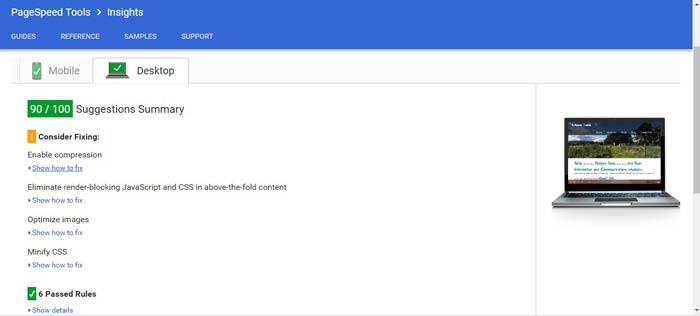 PageSpeed Tools > Insights
GUIDES REFERENCE SAMPLES SUPPORT
Mobile Desktop
90 / 100 Suggestions Summary
! Consider Fixing:
Enable compression
Show how to fix
Eliminate render-blocking JavaScript and CSS in above-the-fold content
Show how to fix
Optimize images
Show how to fix
Minify CSS
Show how to fix
6 Passed Rules
Show details